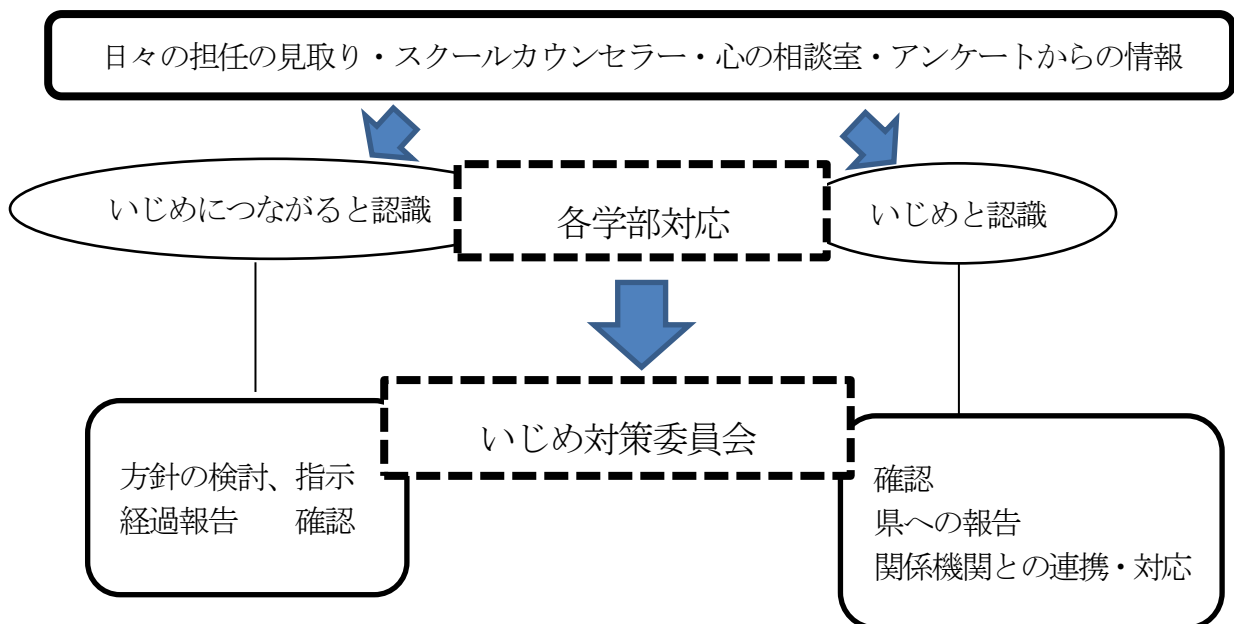 日々の担任の見取り・スクールカウンセラー・心の相談室・アンケートからの情報
いじめにつながると認識
各学部対応
いじめと認識
いじめ対策委員会
方針の検討、指示
経過報告　　確認
確認
県への報告
関係機関との連携・対応